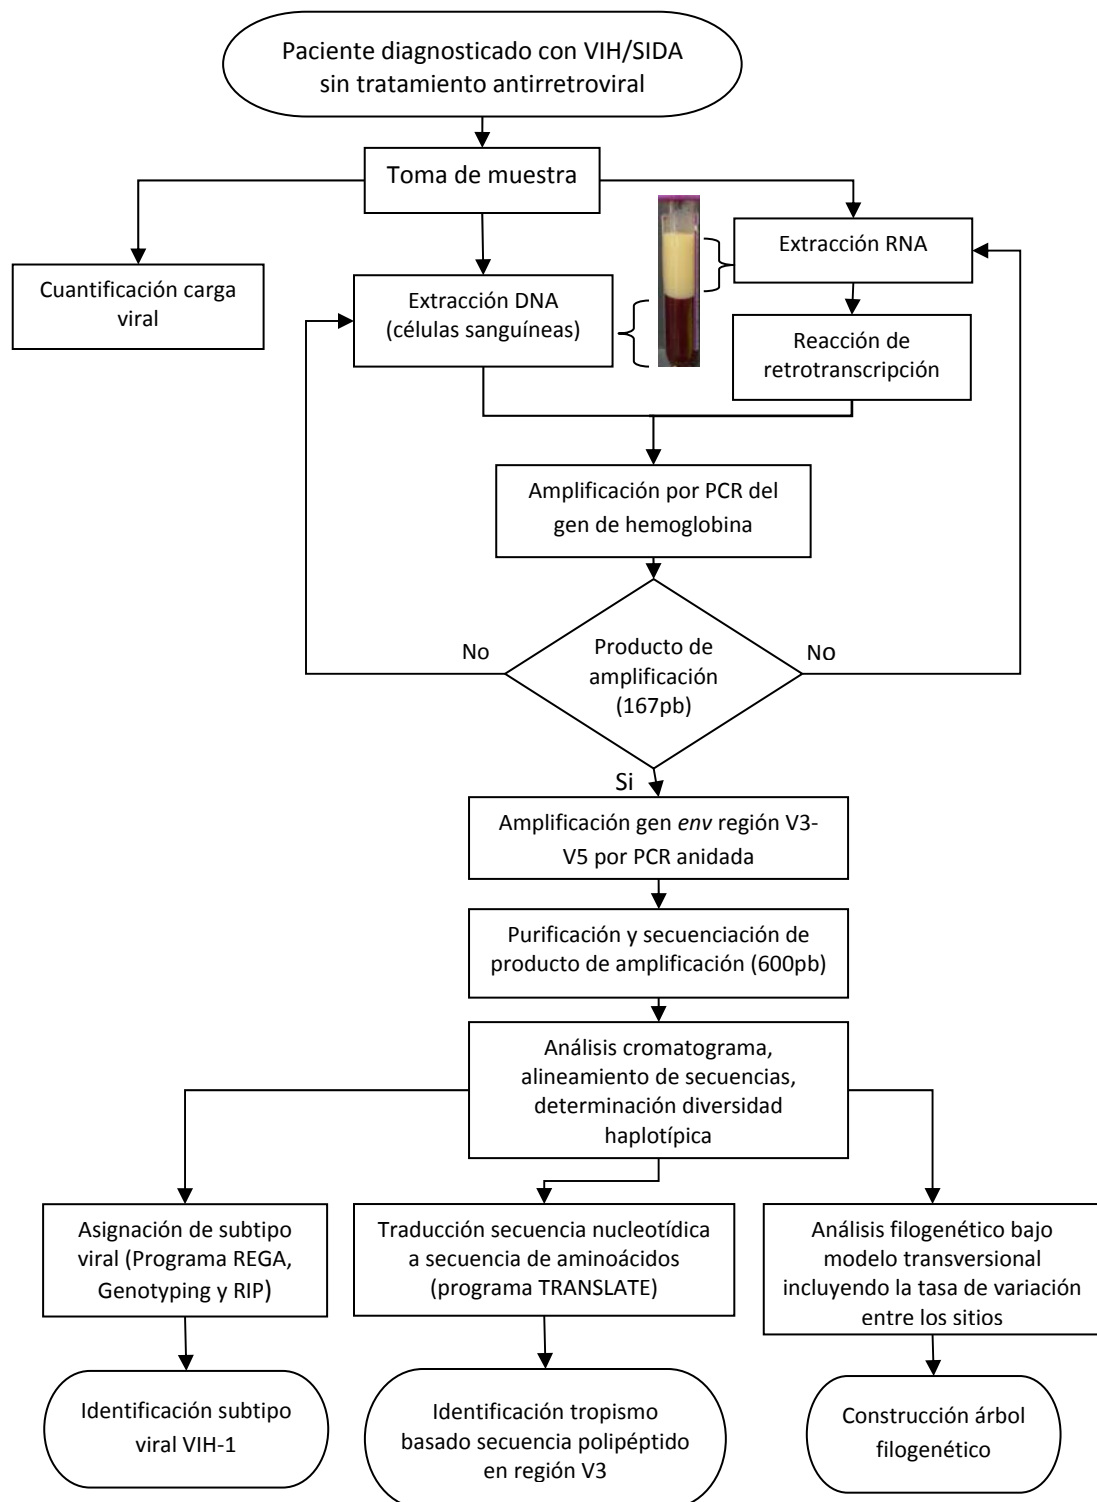 Paciente diagnosticado con VIH/SIDA
sin tratamiento antirretroviral
Toma de muestra
Cuantificación carga
viral
Extracción DNA
(células sanguíneas)
Extracción RNA
Reacción de
retrotranscripción
Amplificación por PCR del
gen de hemoglobina
No
Producto de
amplificación
(167pb)
No
Si
Amplificación gen env región V3-
V5 por PCR anidada
Purificación y secuenciación de
producto de amplificación (600pb)
Análisis cromatograma,
alineamiento de secuencias,
determinación diversidad
haplotípica
Asignación de subtipo
viral (Programa REGA,
Genotyping y RIP)
Traducción secuencia nucleotídica
a secuencia de aminoácidos
(programa TRANSLATE)
Análisis filogenético bajo
modelo transversional
incluyendo la tasa de variación
entre los sitios
Identificación subtipo
viral VIH-1
Identificación tropismo
basado secuencia polipéptido
en región V3
Construcción árbol
filogenético